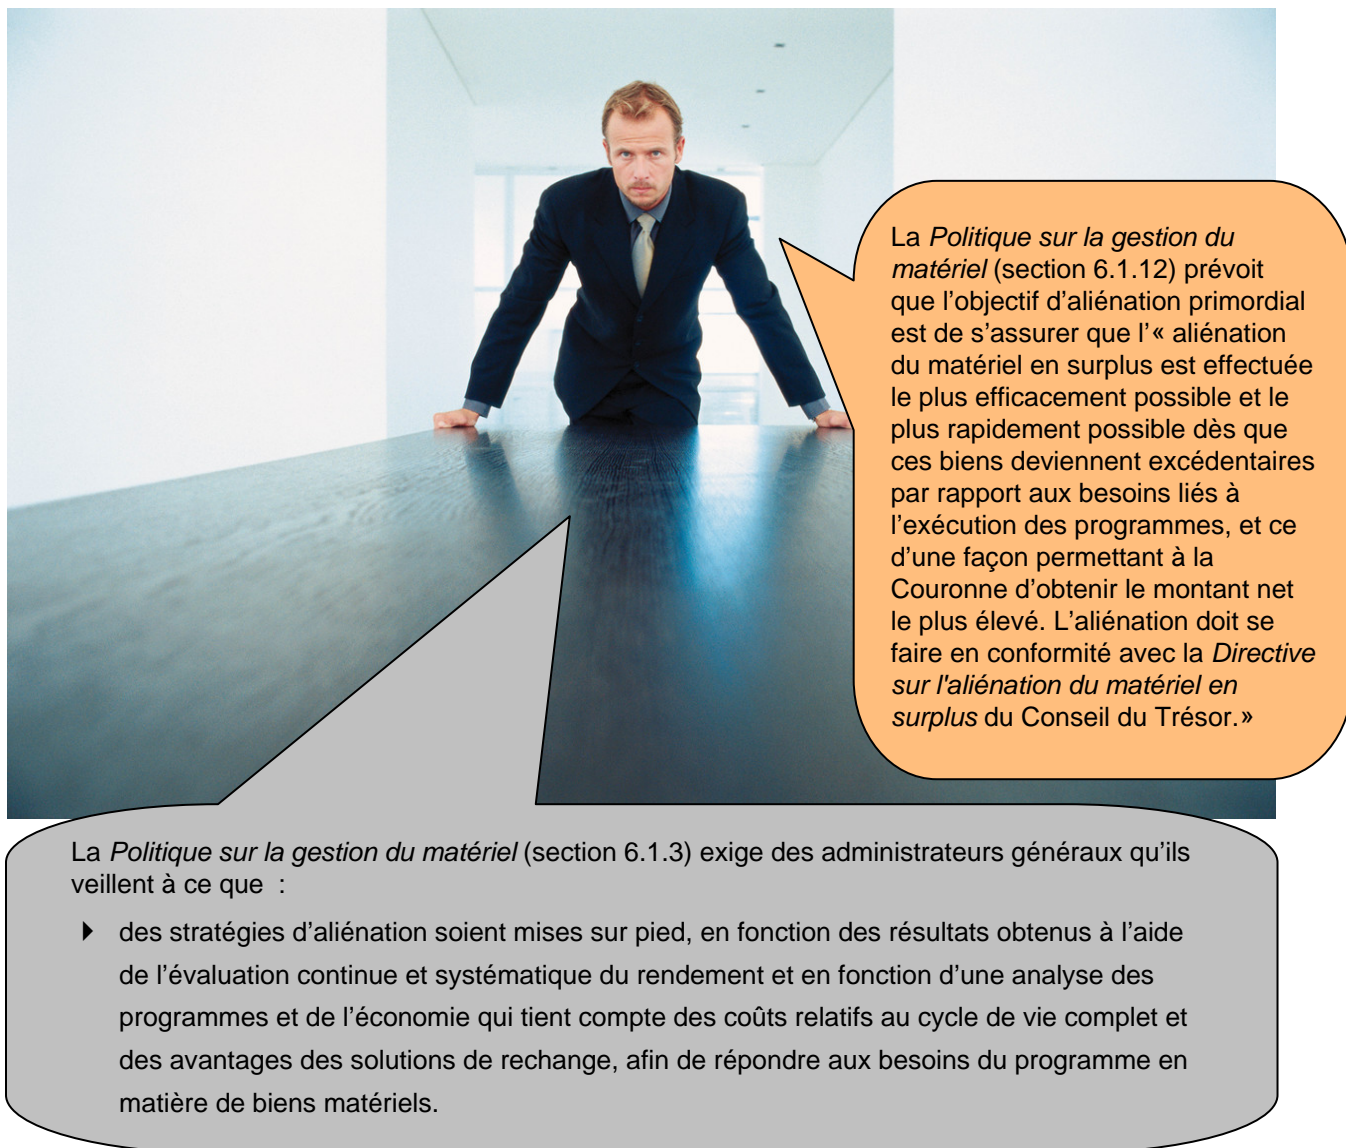 La Politique sur la gestion du
matériel (section 6.1.12) prévoit
que l’objectif d’aliénation primordial
est de s’assurer que l’« aliénation
du matériel en surplus est effectuée
le plus efficacement possible et le
plus rapidement possible dès que
ces biens deviennent excédentaires
par rapport aux besoins liés à
l’exécution des programmes, et ce
d’une façon permettant à la
Couronne d’obtenir le montant net
le plus élevé. L’aliénation doit se
faire en conformité avec la Directive
sur l'aliénation du matériel en
surplus du Conseil du Trésor.»
La Politique sur la gestion du matériel (section 6.1.3) exige des administrateurs généraux qu’ils
veillent à ce que :
des stratégies d’aliénation soient mises sur pied, en fonction des résultats obtenus à l’aide
de l’évaluation continue et systématique du rendement et en fonction d’une analyse des
programmes et de l’économie qui tient compte des coûts relatifs au cycle de vie complet et
des avantages des solutions de rechange, afin de répondre aux besoins du programme en
matière de biens matériels.